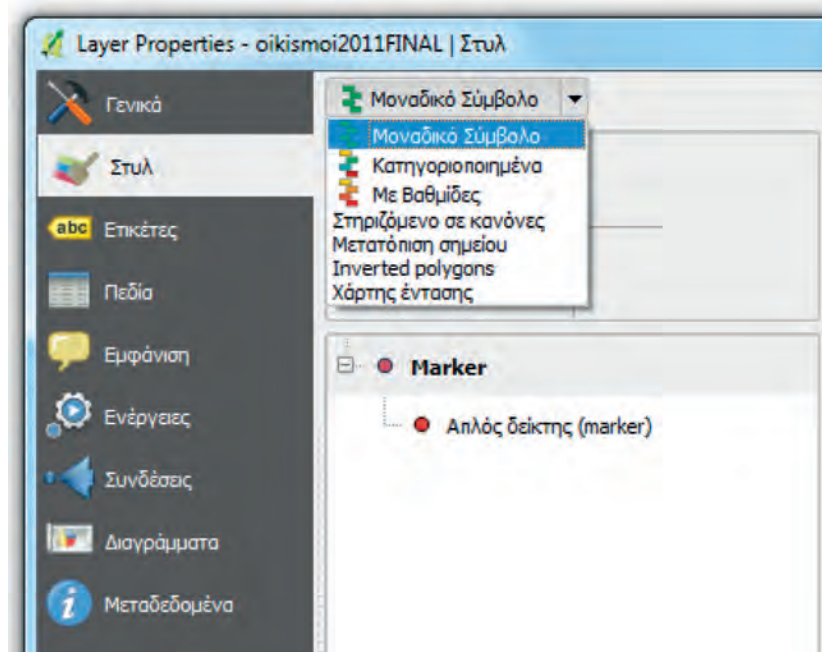 Layer Properties - oikismoi2011FINAL | Στυλ
Γενικά
Στυλ
abc Ετικέτες
Πεδία
Εμφάνιση
Ενέργειες
Συνδέσεις
Διαγράμματα
i Μεταδεδομένα
Μοναδικό Σύμβολο
Μοναδικό Σύμβολο
Κατηγοριοποιημένα
Με Βαθμίδες
Στηριζόμενο σε κανόνες
Μετατόπιση σημείου
Inverted polygons
Χάρτης έντασης
Marker
Απλός δείκτης (marker)